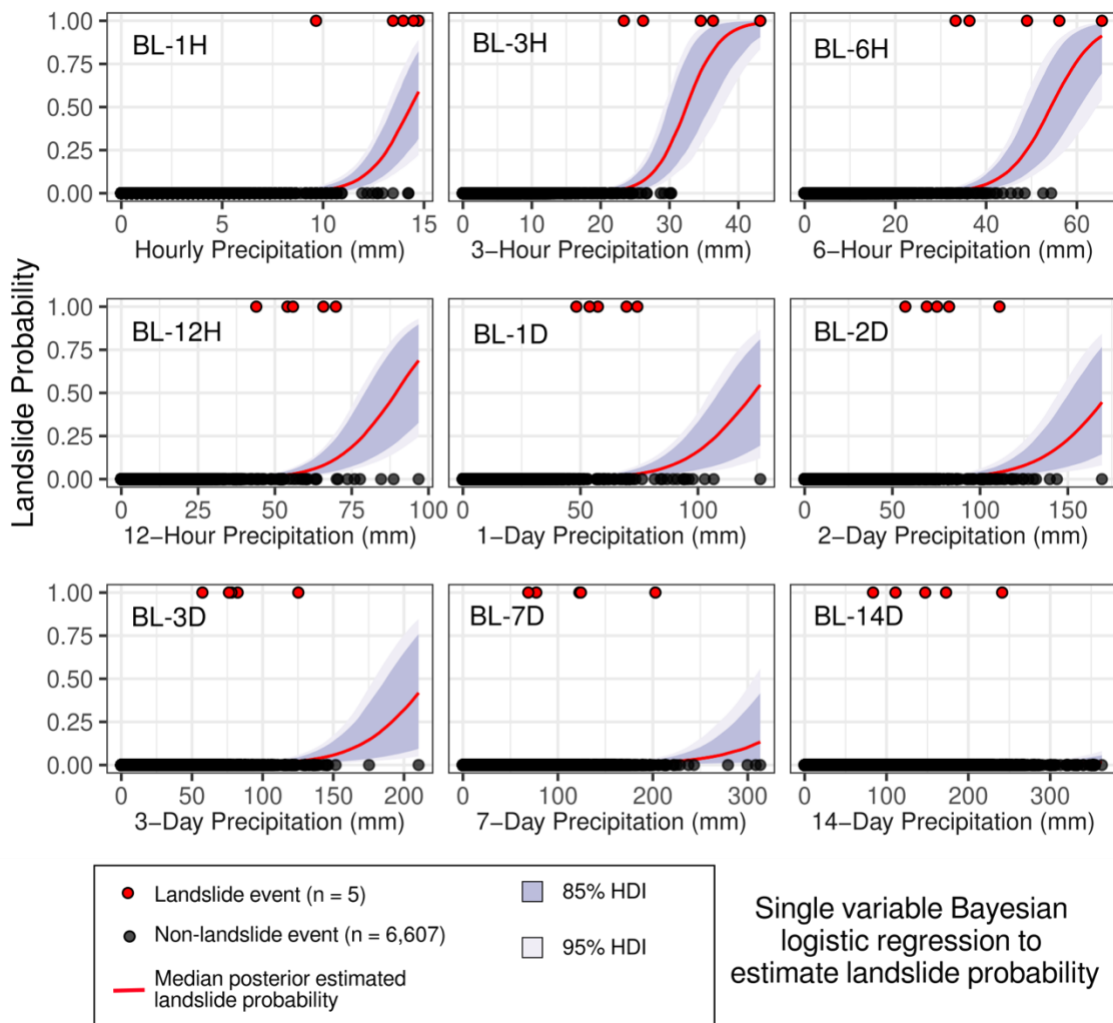 Landslide Probability
1.00
0.75
0.50
0.25
0.00
BL-1H
0 5 10 15
Hourly Precipitation (mm)
BL-3H
0 10 20 30 40
3-Hour Precipitation (mm)
BL-6H
0 20 40 60
6-Hour Precipitation (mm)
1.00
0.75
0.50
0.25
0.00
BL-12H
0 25 50 75 100
12-Hour Precipitation (mm)
BL-1D
0 50 100
1-Day Precipitation (mm)
BL-2D
0 50 100 150
2-Day Precipitation (mm)
1.00
0.75
0.50
0.25
0.00
BL-3D
0 50 100 150 200
3-Day Precipitation (mm)
BL-7D
0 100 200 300
7-Day Precipitation (mm)
BL-14D
0 100 200 300
14-Day Precipitation (mm)
Landslide event (n = 5)
Non-landslide event (n = 6,607)
Median posterior estimated
landslide probability
85% HDI
95% HDI
Single variable Bayesian
logistic regression to
estimate landslide probability